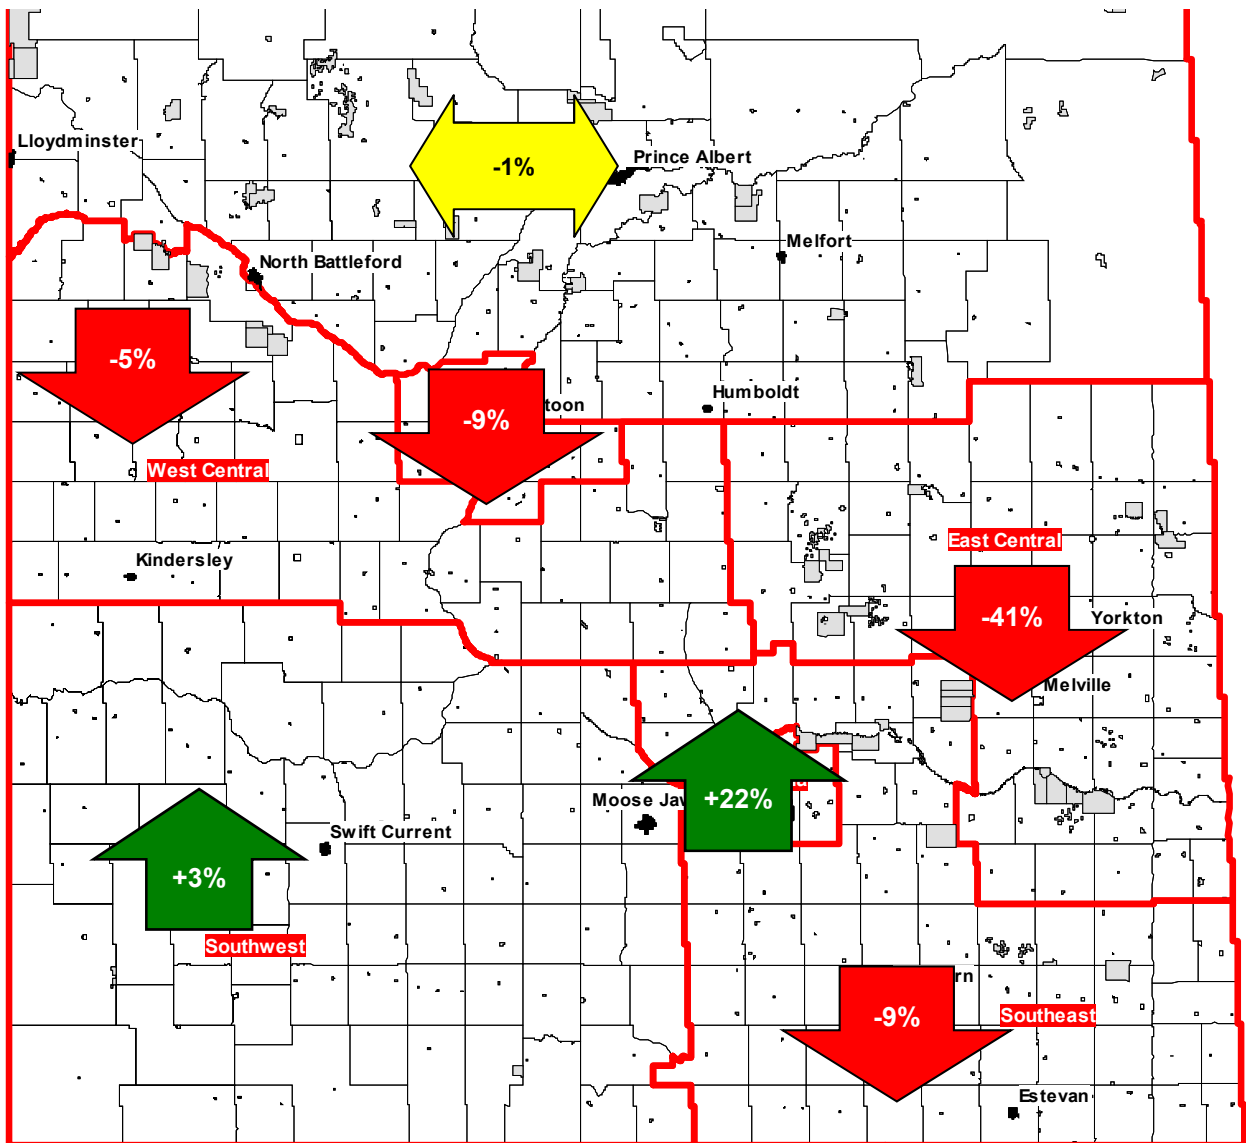 Lloydminster
-1%
Prince Albert
Melfort
North Battleford
-5%
Humboldt
toon
-9%
West Central
East Central
Kindersley
-41%
Yorkton
Melville
+22%
Moose Jaw
Swift Current
+3%
Southwest
rn
-9%
Southeast
Estevan